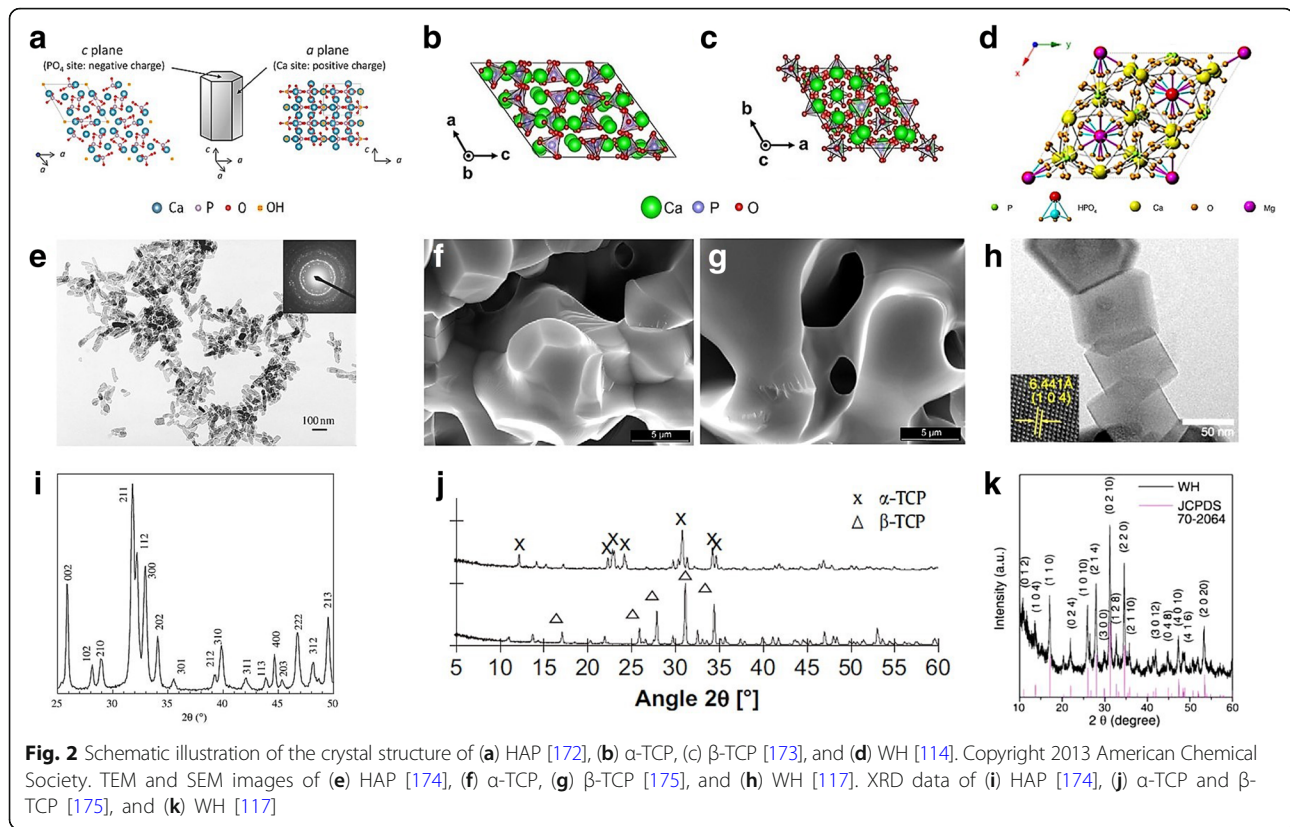 a
c plane
(PO4 site: negative charge)
a plane
(Ca site: positive charge)
a
a
c
a
c
a
Ca P O OH
b
a
c
b
c
b
a
c
Ca P O
d
y
x
P HPO4 Ca O Mg
e
100 nm
f
5 µm
g
5 µm
h
6.441Å
(1 0 4)
50 nm
i
002
102
210
211
112
300
202
301
212
310
311
113
400
203
222
312
213
25 30 35 40 45 50
2θ (°)
j
X α-TCP
△ β-TCP
X X X X X X X
△ △ △ △ △
5 10 15 20 25 30 35 40 45 50 55 60
Angle 2θ [°]
k
WH
JCPDS
70-2064
Intensity (a.u.)
(0 1 2)
(1 0 4)
(1 1 0)
(0 2 4)
(1 0 10)
(2 1 4)
(3 0 0)
(0 2 10)
(1 2 8)
(2 2 0)
(2 1 10)
(3 0 12)
(0 4 8)
(4 0 10)
(4 1 6)
(2 0 20)
10 20 30 40 50 60
2 θ (degree)
Fig. 2 Schematic illustration of the crystal structure of (a) HAP [172], (b) α-TCP, (c) β-TCP [173], and (d) WH [114]. Copyright 2013 American Chemical
Society. TEM and SEM images of (e) HAP [174], (f) α-TCP, (g) β-TCP [175], and (h) WH [117]. XRD data of (i) HAP [174], (j) α-TCP and β-
TCP [175], and (k) WH [117]